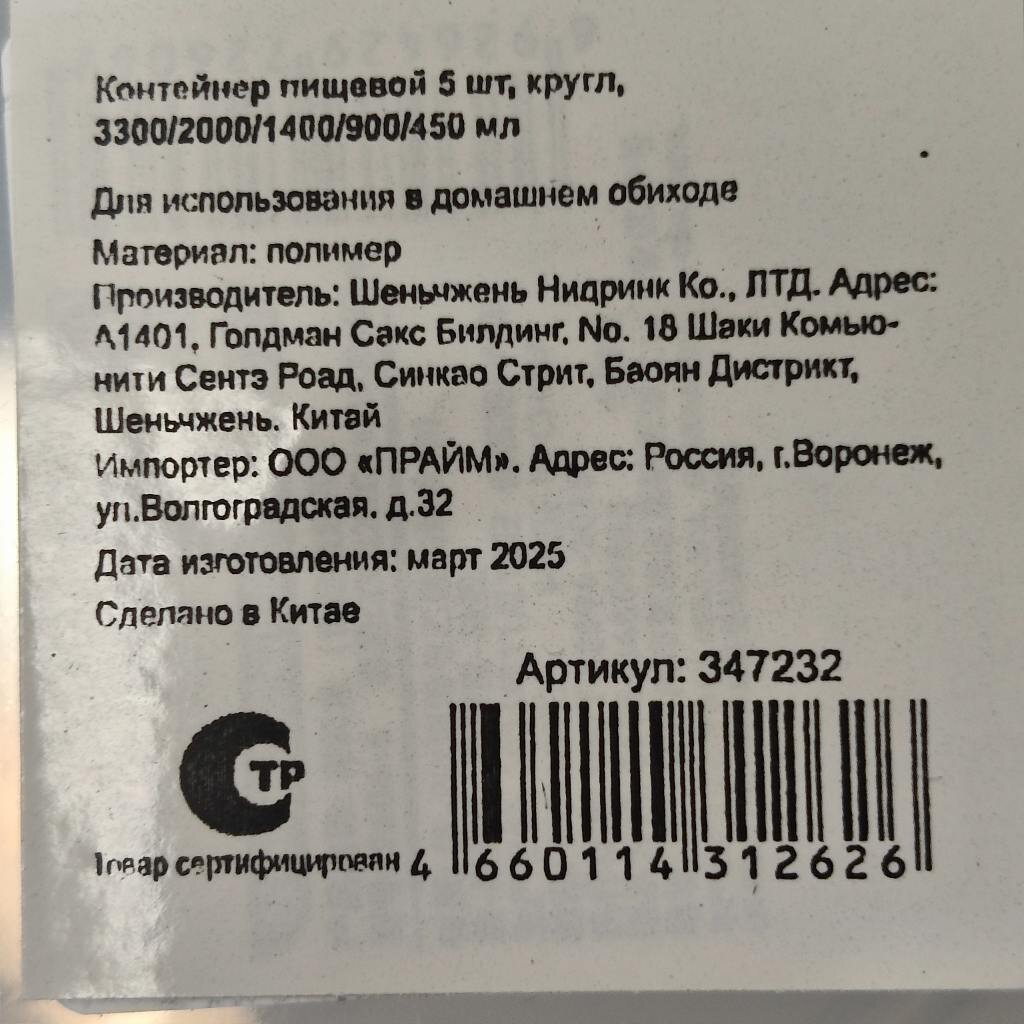 Контейнер пищевой 5 шт, кругл,
3300/2000/1400/900/450 мл
Для использования в домашнем обиходе
Материал: полимер
Производитель: Шеньчжень Нидринк Ко., ЛТД. Адрес:
А1401, Голдман Сакс Билдинг, No. 18 Шаки Комью-
нити Сентэ Роад, Синкао Стрит, Баоян Дистрикт,
Шеньчжень. Китай
Импортер: ООО «ПРАЙМ». Адрес: Россия, г.Воронеж,
ул.Волгоградская, д.32
Дата изготовления: март 2025
Сделано в Китае
Артикул: 347232
ТР
Товар сертифицирован
4 660114 312626